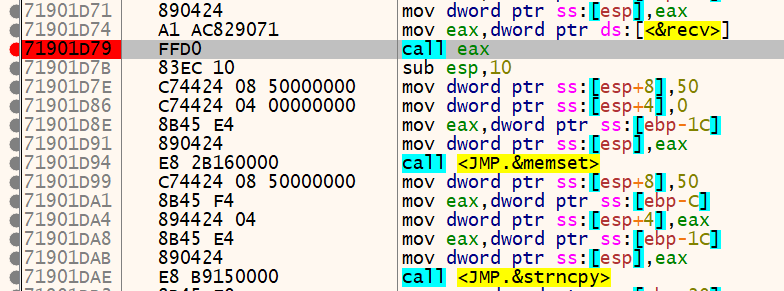 71901D71 890424 mov dword ptr ss:[esp],eax
71901D74 A1 AC829071 mov eax,dword ptr ds:[<&recv>]
71901D79 FFD0 call eax
71901D7B 83EC 10 sub esp,10
71901D7E C74424 08 50000000 mov dword ptr ss:[esp+8],50
71901D86 C74424 04 00000000 mov dword ptr ss:[esp+4],0
71901D8E 8B45 E4 mov eax,dword ptr ss:[ebp-1C]
71901D91 890424 mov dword ptr ss:[esp],eax
71901D94 E8 2B160000 call <JMP.&memset>
71901D99 C74424 08 50000000 mov dword ptr ss:[esp+8],50
71901DA1 8B45 F4 mov eax,dword ptr ss:[ebp-C]
71901DA4 894424 04 mov dword ptr ss:[esp+4],eax
71901DA8 8B45 E4 mov eax,dword ptr ss:[ebp-1C]
71901DAB 890424 mov dword ptr ss:[esp],eax
71901DAE E8 B9150000 call <JMP.&strncpy>